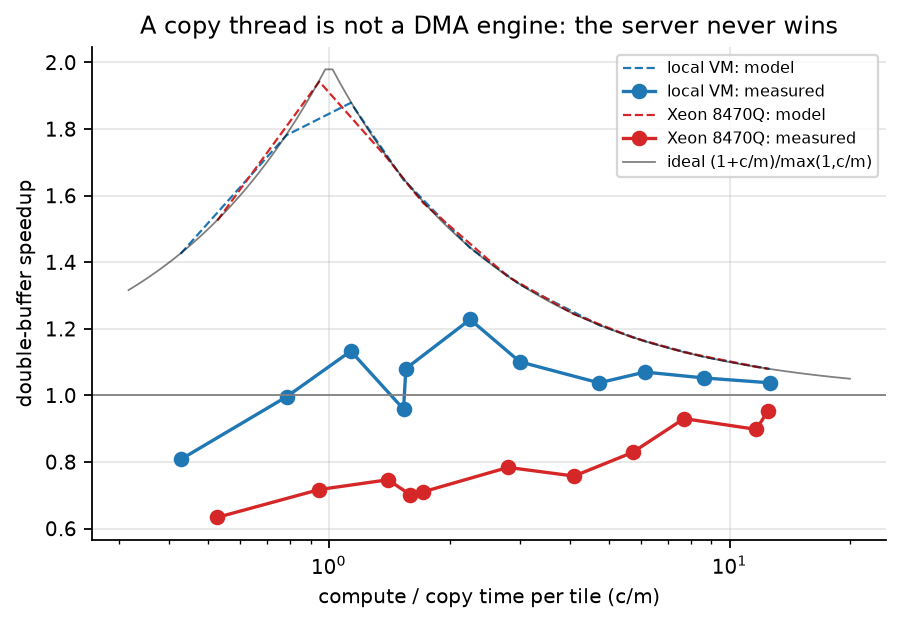 A copy thread is not a DMA engine: the server never wins
local VM: model
local VM: measured
Xeon 8470Q: model
Xeon 8470Q: measured
ideal (1+c/m)/max(1,c/m)
double-buffer speedup
2.0
1.8
1.6
1.4
1.2
1.0
0.8
0.6
10⁰
10¹
compute / copy time per tile (c/m)